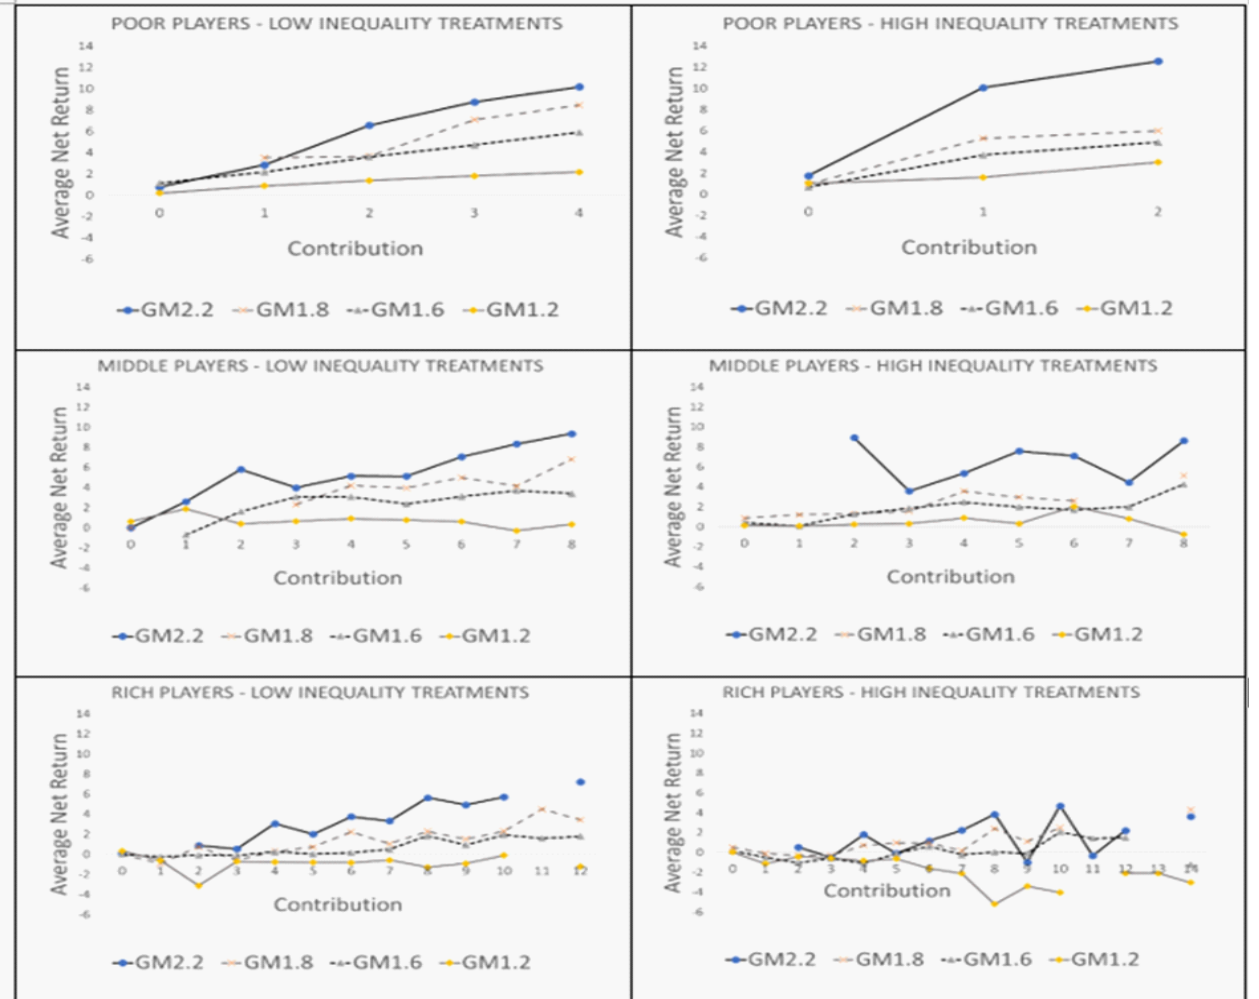 POOR PLAYERS - LOW INEQUALITY TREATMENTS
Average Net Return
14
12
10
8
6
4
2
0
-2
-4
-6
0 1 2 3 4
Contribution
GM2.2 GM1.8 GM1.6 GM1.2
POOR PLAYERS - HIGH INEQUALITY TREATMENTS
Average Net Return
14
12
10
8
6
4
2
0
-2
-4
-6
0 1 2
Contribution
GM2.2 GM1.8 GM1.6 GM1.2
MIDDLE PLAYERS - LOW INEQUALITY TREATMENTS
Average Net Return
14
12
10
8
6
4
2
0
-2
-4
-6
0 1 2 3 4 5 6 7 8
Contribution
GM2.2 GM1.8 GM1.6 GM1.2
MIDDLE PLAYERS - HIGH INEQUALITY TREATMENTS
Average Net Return
14
12
10
8
6
4
2
0
-2
-4
-6
0 1 2 3 4 5 6 7 8
Contribution
GM2.2 GM1.8 GM1.6 GM1.2
RICH PLAYERS - LOW INEQUALITY TREATMENTS
Average Net Return
14
12
10
8
6
4
2
0
-2
-4
-6
0 1 2 3 4 5 6 7 8 9 10 11 12
Contribution
GM2.2 GM1.8 GM1.6 GM1.2
RICH PLAYERS - HIGH INEQUALITY TREATMENTS
Average Net Return
14
12
10
8
6
4
2
0
-2
-4
-6
0 1 2 3 4 5 6 7 8 9 10 11 12 13 14
Contribution
GM2.2 GM1.8 GM1.6 GM1.2